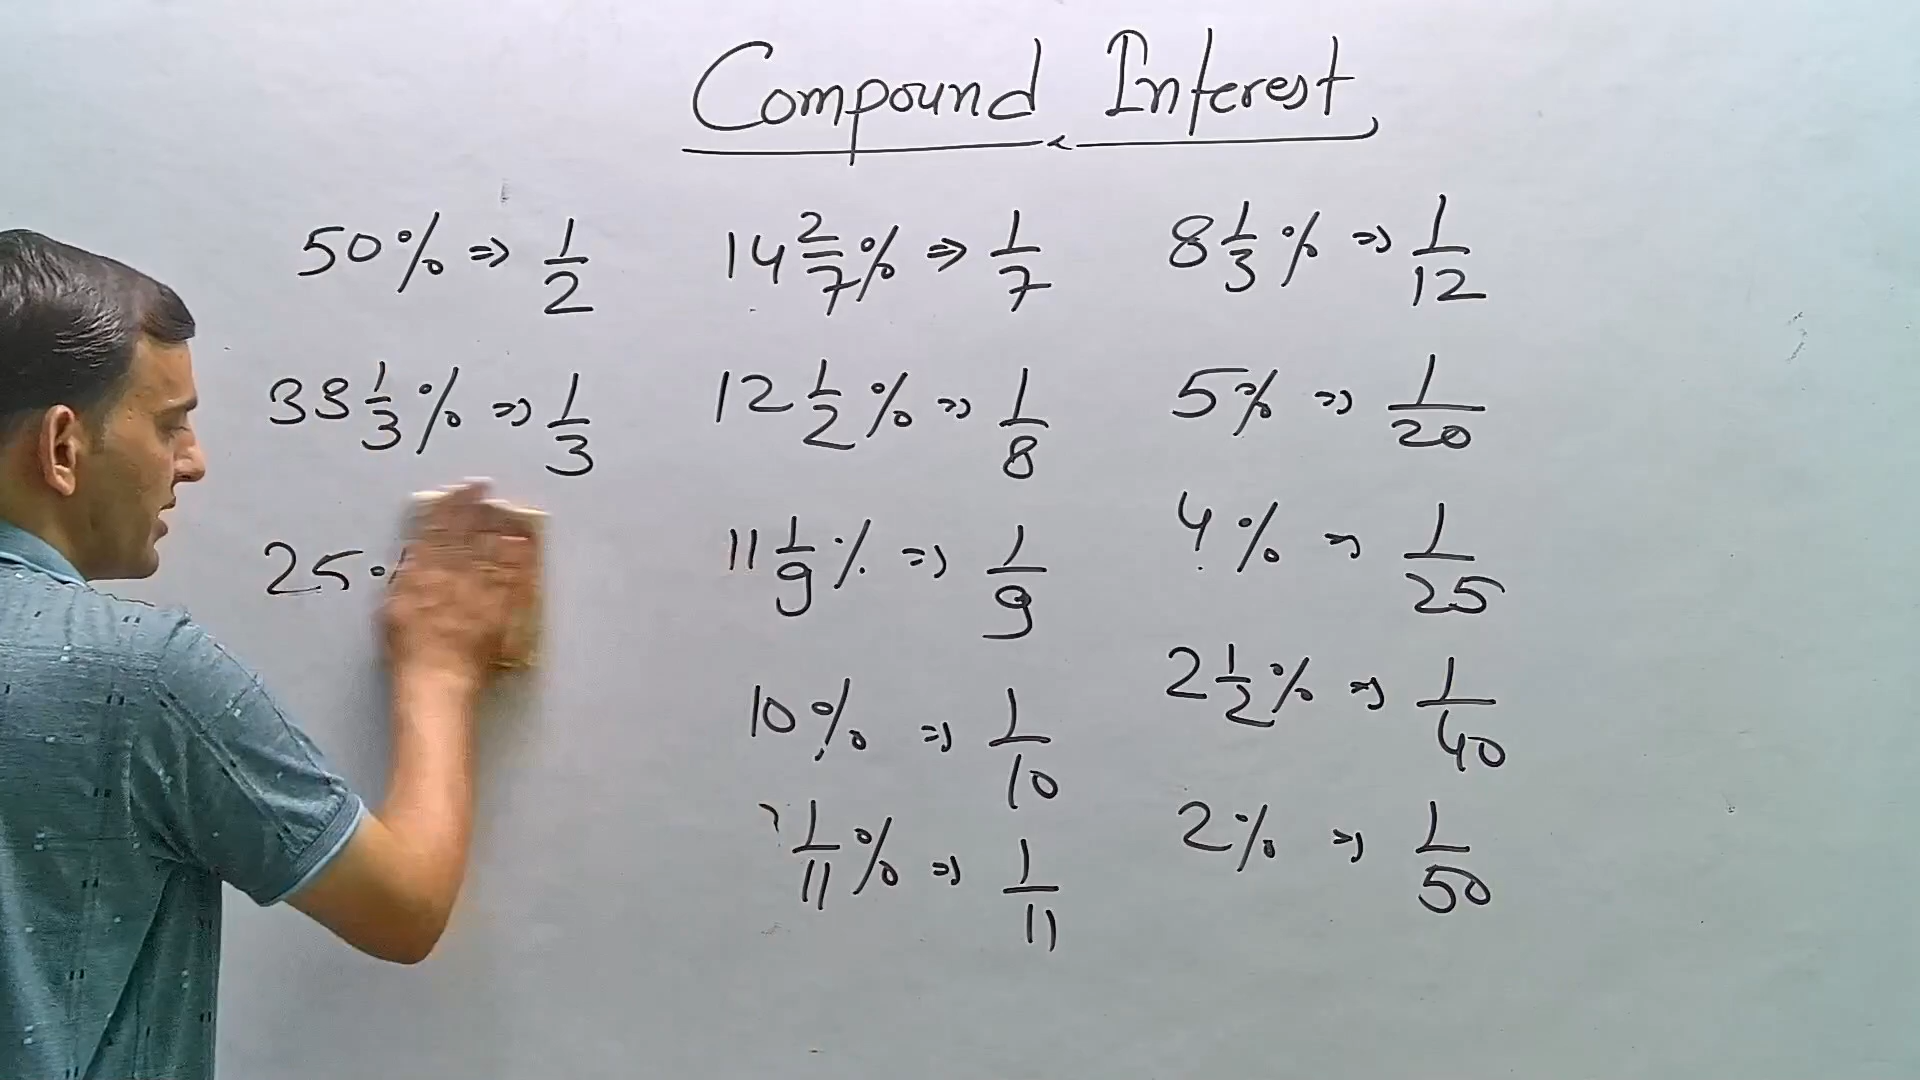 Compound Interest
50% ⇒ 1/2
33 1/3 % ⇒ 1/3
25
14 2/7 % ⇒ 1/7
12 1/2 % ⇒ 1/8
11 1/9 % ⇒ 1/9
10% ⇒ 1/10
1/11 % ⇒ 1/11
8 1/3 % ⇒ 1/12
5% ⇒ 1/20
4% ⇒ 1/25
2 1/2 % ⇒ 1/40
2% ⇒ 1/50